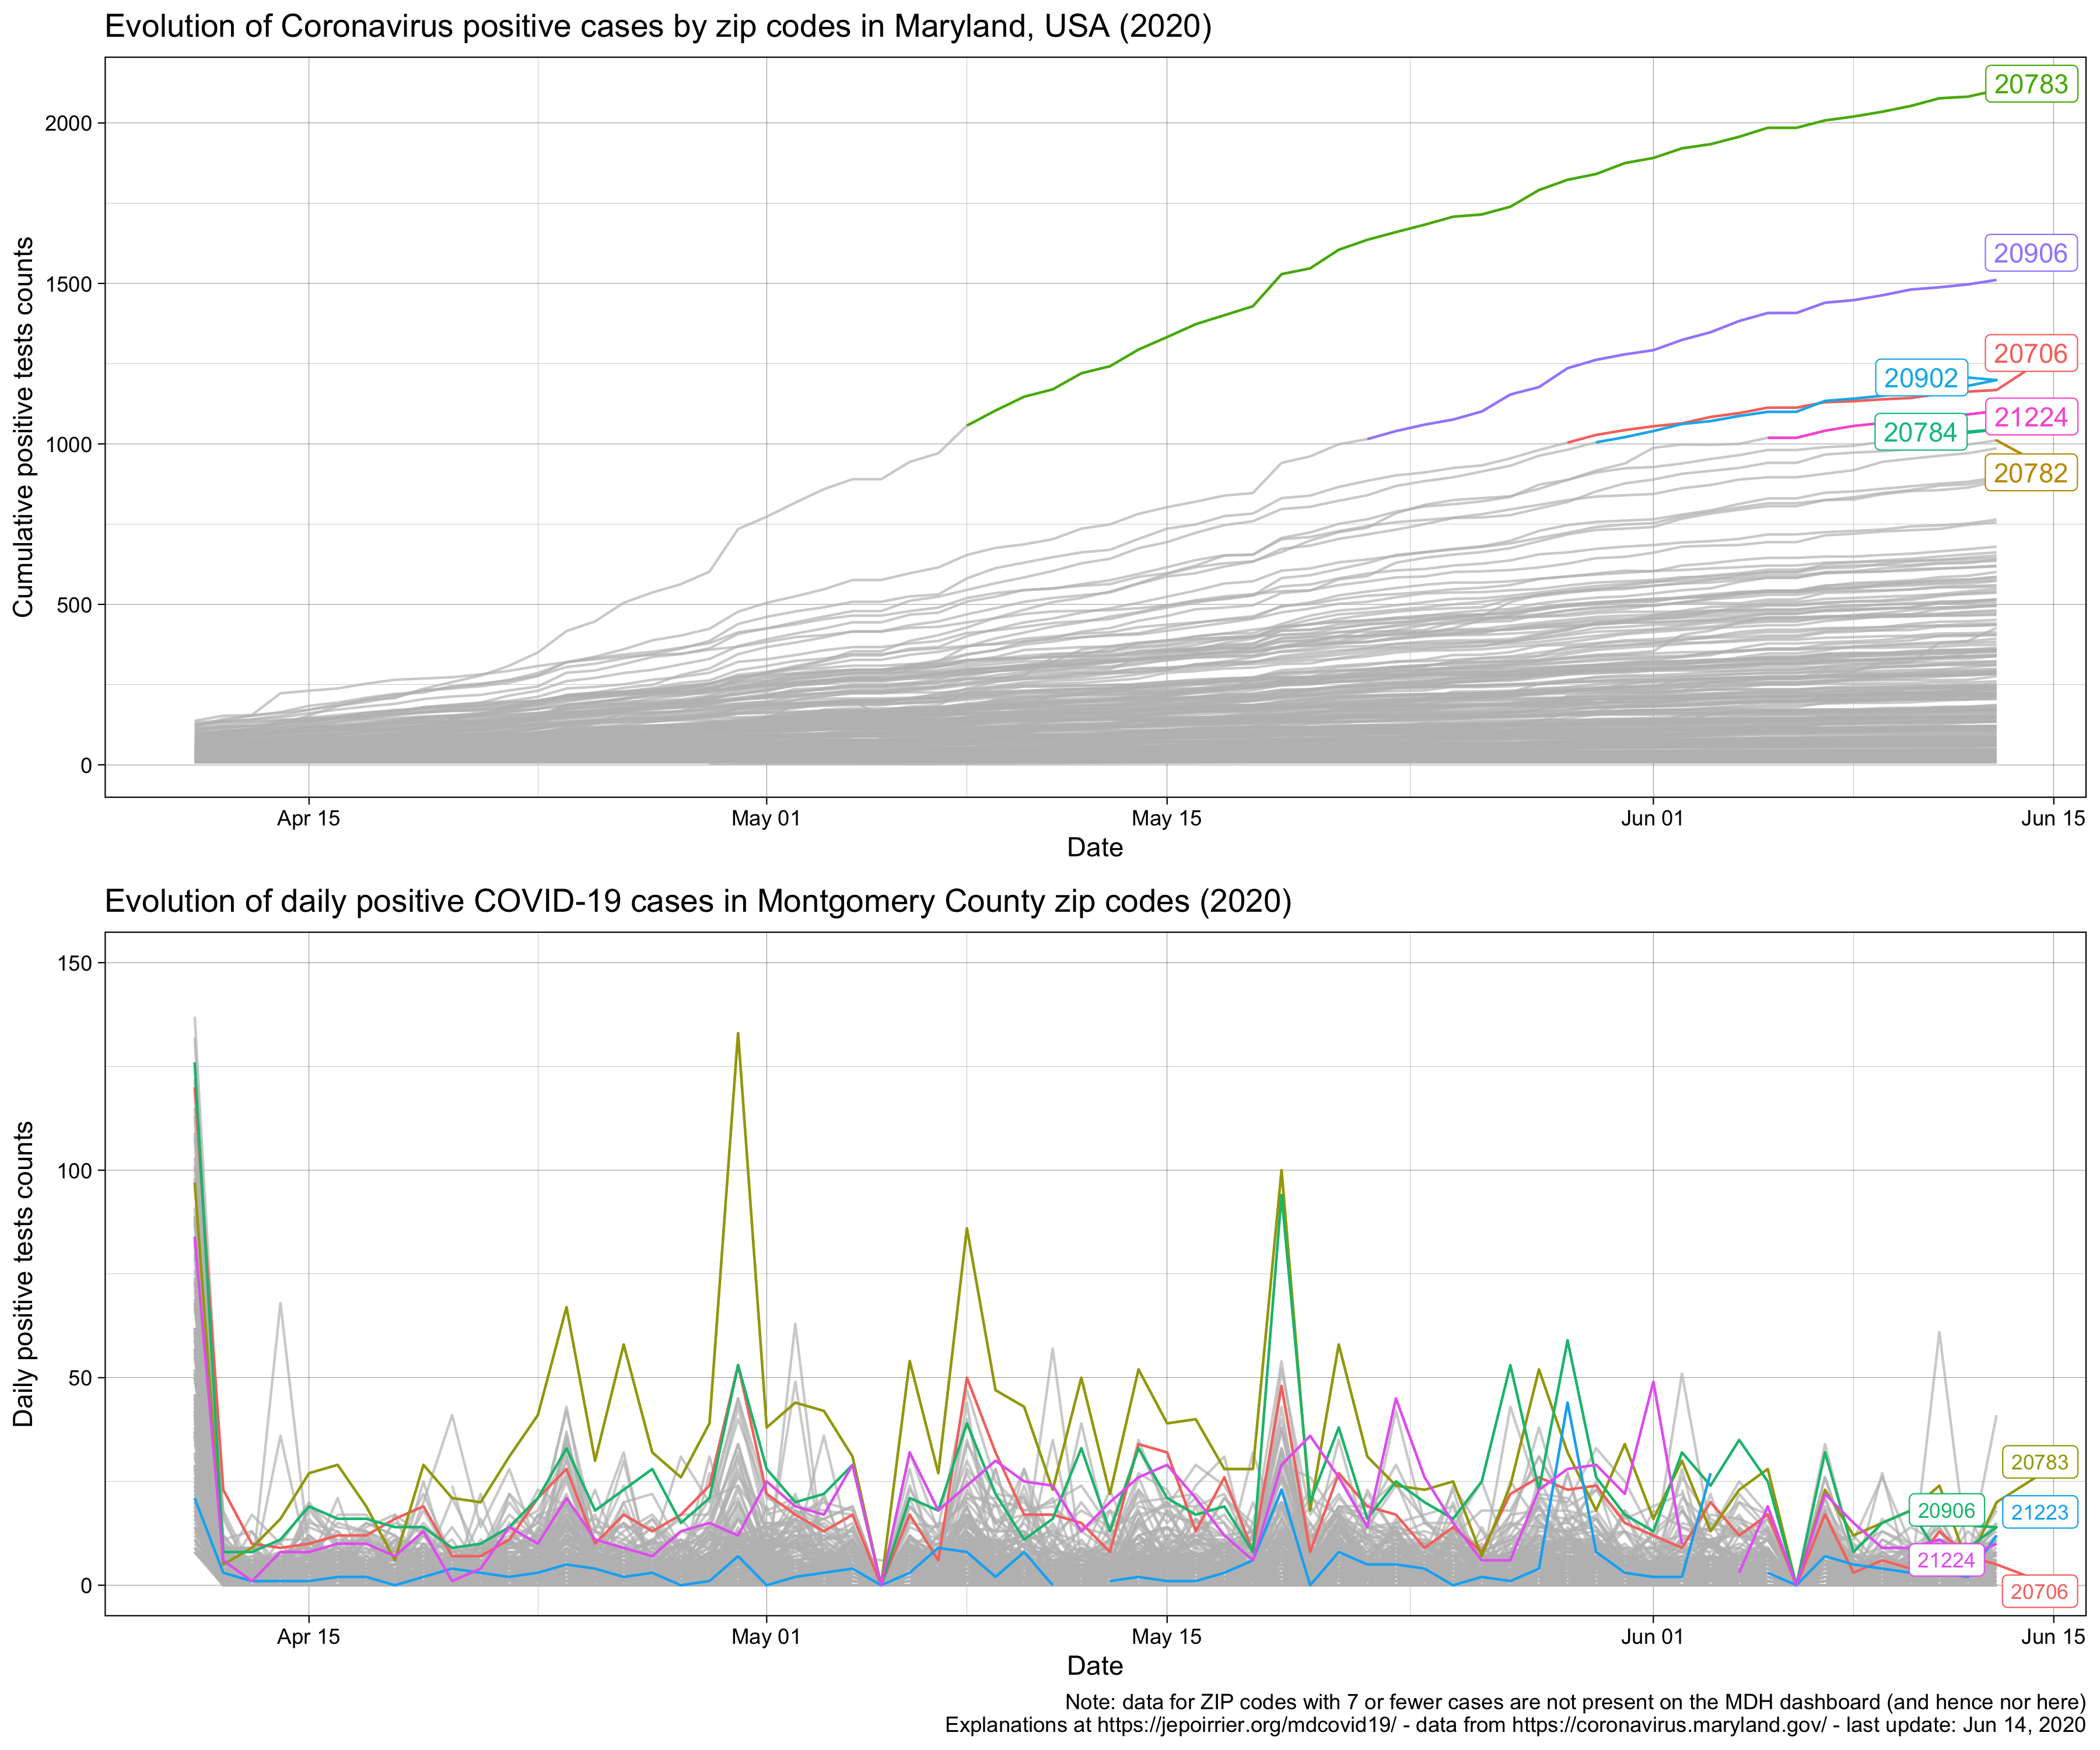 Evolution of Coronavirus positive cases by zip codes in Maryland, USA (2020)
Cumulative positive tests counts
2000
1500
1000
500
0
20783
20906
20706
20902
21224
20784
20782
Apr 15
May 01
May 15
Jun 01
Jun 15
Date
Evolution of daily positive COVID-19 cases in Montgomery County zip codes (2020)
Daily positive tests counts
150
100
50
0
20783
20906
21223
21224
20706
Apr 15
May 01
May 15
Jun 01
Jun 15
Date
Note: data for ZIP codes with 7 or fewer cases are not present on the MDH dashboard (and hence nor here)
Explanations at https://jepoirrier.org/mdcovid19/ - data from https://coronavirus.maryland.gov/ - last update: Jun 14, 2020